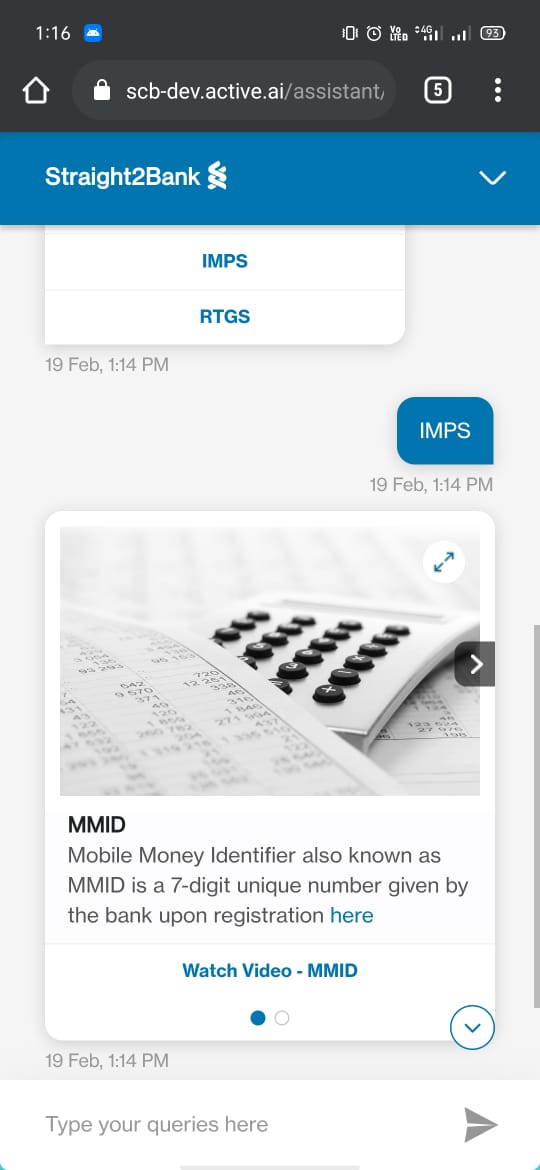 1:16
Vo
LTED
4G
93
scb-dev.active.ai/assistant/
5
Straight2Bank
IMPS
RTGS
19 Feb, 1:14 PM
IMPS
19 Feb, 1:14 PM
MMID
Mobile Money Identifier also known as
MMID is a 7-digit unique number given by
the bank upon registration here
Watch Video - MMID
19 Feb, 1:14 PM
Type your queries here